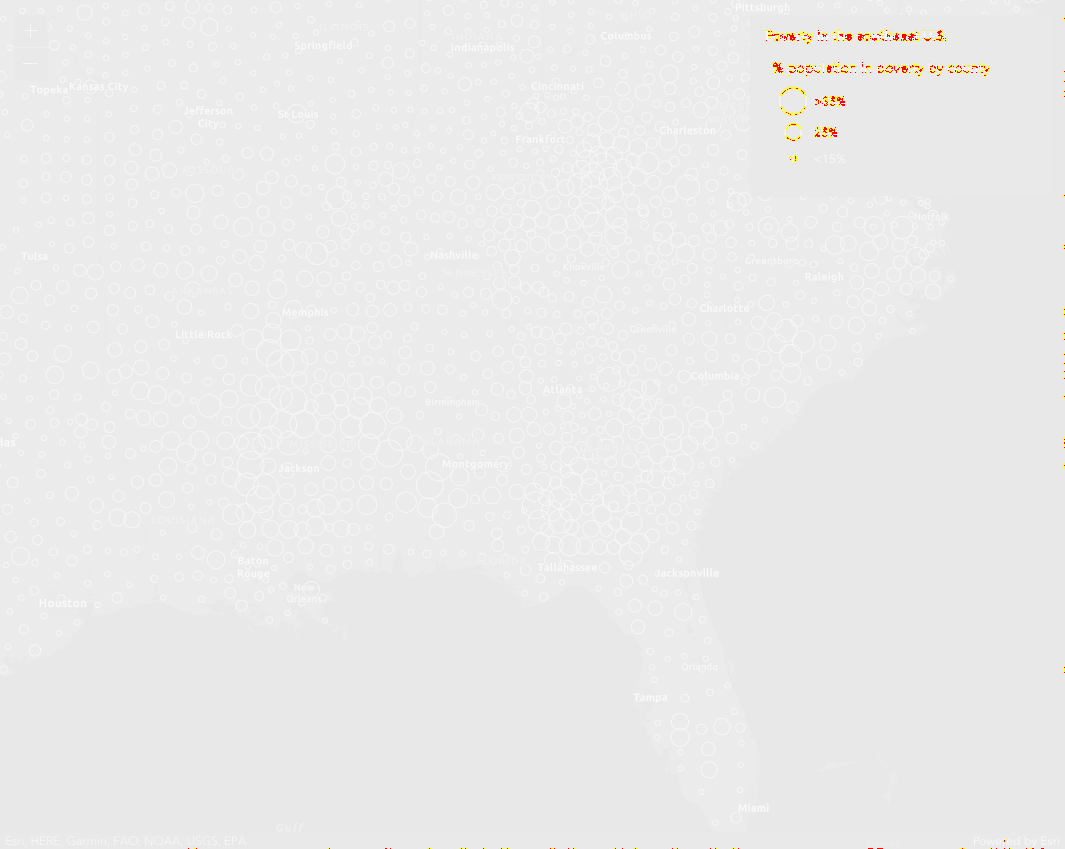 Pittsburgh
Poverty in the southeast U.S.
% population in poverty by county
>35%
25%
<15%
Springfield
Indianapolis
Columbus
Topeka
Kansas City
Cincinnati
Jefferson
City
St Louis
Frankfort
Charleston
Norfolk
Tulsa
Nashville
Knoxville
Greensboro
Raleigh
Memphis
Charlotte
Little Rock
Greenville
Columbia
Atlanta
Birmingham
las
Jackson
Montgomery
LOUISIANA
Baton
Rouge
Tallahassee
Jacksonville
New
Orleans
Houston
Orlando
Tampa
Miami
Gulf
Esri, HERE, Garmin, FAO, NOAA, USGS, EPA
Powered by Esri